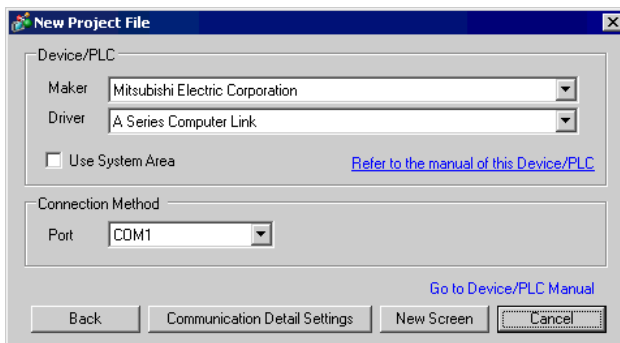 New Project File
Device/PLC
Maker Mitsubishi Electric Corporation
Driver A Series Computer Link
Use System Area Refer to the manual of this Device/PLC
Connection Method
Port COM1
Go to Device/PLC Manual
Back Communication Detail Settings New Screen Cancel